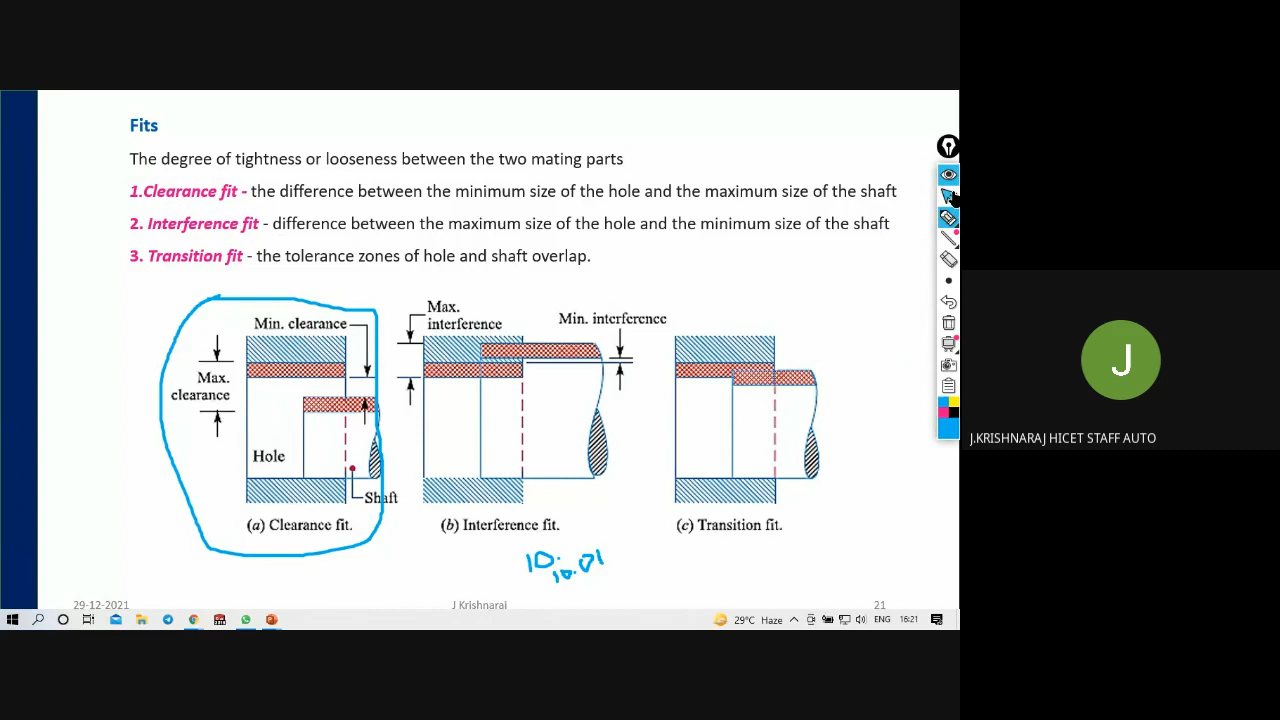 Fits
The degree of tightness or looseness between the two mating parts
1.Clearance fit - the difference between the minimum size of the hole and the maximum size of the shaft
2. Interference fit - difference between the maximum size of the hole and the minimum size of the shaft
3. Transition fit - the tolerance zones of hole and shaft overlap.
Min. clearance
Max.
clearance
Hole
Shaft
(a) Clearance fit.
Max.
interference
Min. interference
(b) Interference fit.
(c) Transition fit.
29-12-2021
J Krishnaraj
21
29°C Haze
ENG
16:21
J
J.KRISHNARAJ HICET STAFF AUTO